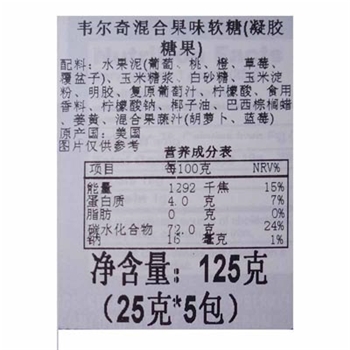 韦尔奇混合果味软糖(凝胶
糖果)
配料：水果泥(葡萄、桃、橙、草莓、
覆盆子)、玉米糖浆、白砂糖、玉米淀
粉、明胶、复原葡萄汁、柠檬酸、食用
香料、柠檬酸钠、椰子油、巴西棕榈蜡
、姜黄、混合果蔬汁(胡萝卜、蓝莓)
原产国：美国
图片仅供参考
营养成分表
项目 每100克 NRV%
能量 1292 千焦 15%
蛋白质 4.0 克 7%
脂肪 0 克 0%
碳水化合物 72.0 克 24%
钠 16 毫克 1%
净含量：125克
（25克*5包）